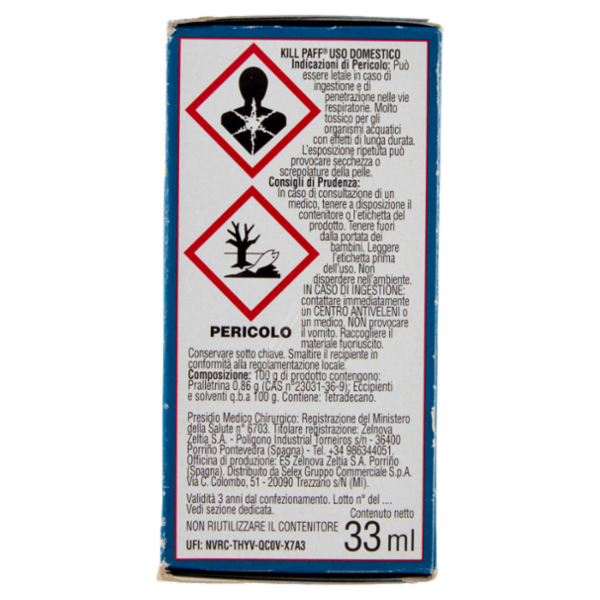 KILL PAFF® USO DOMESTICO
Indicazioni di Pericolo: Può
essere letale in caso di
ingestione e di
penetrazione nelle vie
respiratorie. Molto
tossico per gli
organismi acquatici
con effetti di lunga durata.
L'esposizione ripetuta può
provocare secchezza o
screpolature della pelle.
Consigli di Prudenza:
In caso di consultazione di un
medico, tenere a disposizione il
contenitore o l'etichetta del
prodotto. Tenere fuori
dalla portata dei
bambini. Leggere
l'etichetta prima
dell'uso. Non
disperdere nell'ambiente.
IN CASO DI INGESTIONE:
contattare immediatamente
un CENTRO ANTIVELENI o
un medico. NON provocare
il vomito. Raccogliere il
materiale fuoriuscito.
PERICOLO
Conservare sotto chiave. Smaltire il recipiente in
conformità alla regolamentazione locale.
Composizione: 100 g di prodotto contengono:
Pralletrina 0,86 g (CAS n°23031-36-9); Eccipienti
e solventi q.b.a 100 g. Contiene: Tetradecano.
Presidio Medico Chirurgico: Registrazione del Ministero
della Salute n° 6703. Titolare registrazione: Zelnova
Zeltia S.A. - Polígono Industrial Torneiros s/n - 36400
Porriño Pontevedra (Spagna) - Tel. +34 986344051.
Officina di produzione: ES Zelnova Zeltia S.A. Porriño
(Spagna). Distribuito da Selex Gruppo Commerciale S.p.A.
Via C. Colombo, 51 - 20090 Trezzano s/N (MI).
Validità 3 anni dal confezionamento. Lotto n° del ....
Vedi sezione dedicata.
Contenuto netto
NON RIUTILIZZARE IL CONTENITORE
33 ml
UFI: NVRC-THYV-QC0V-X7A3